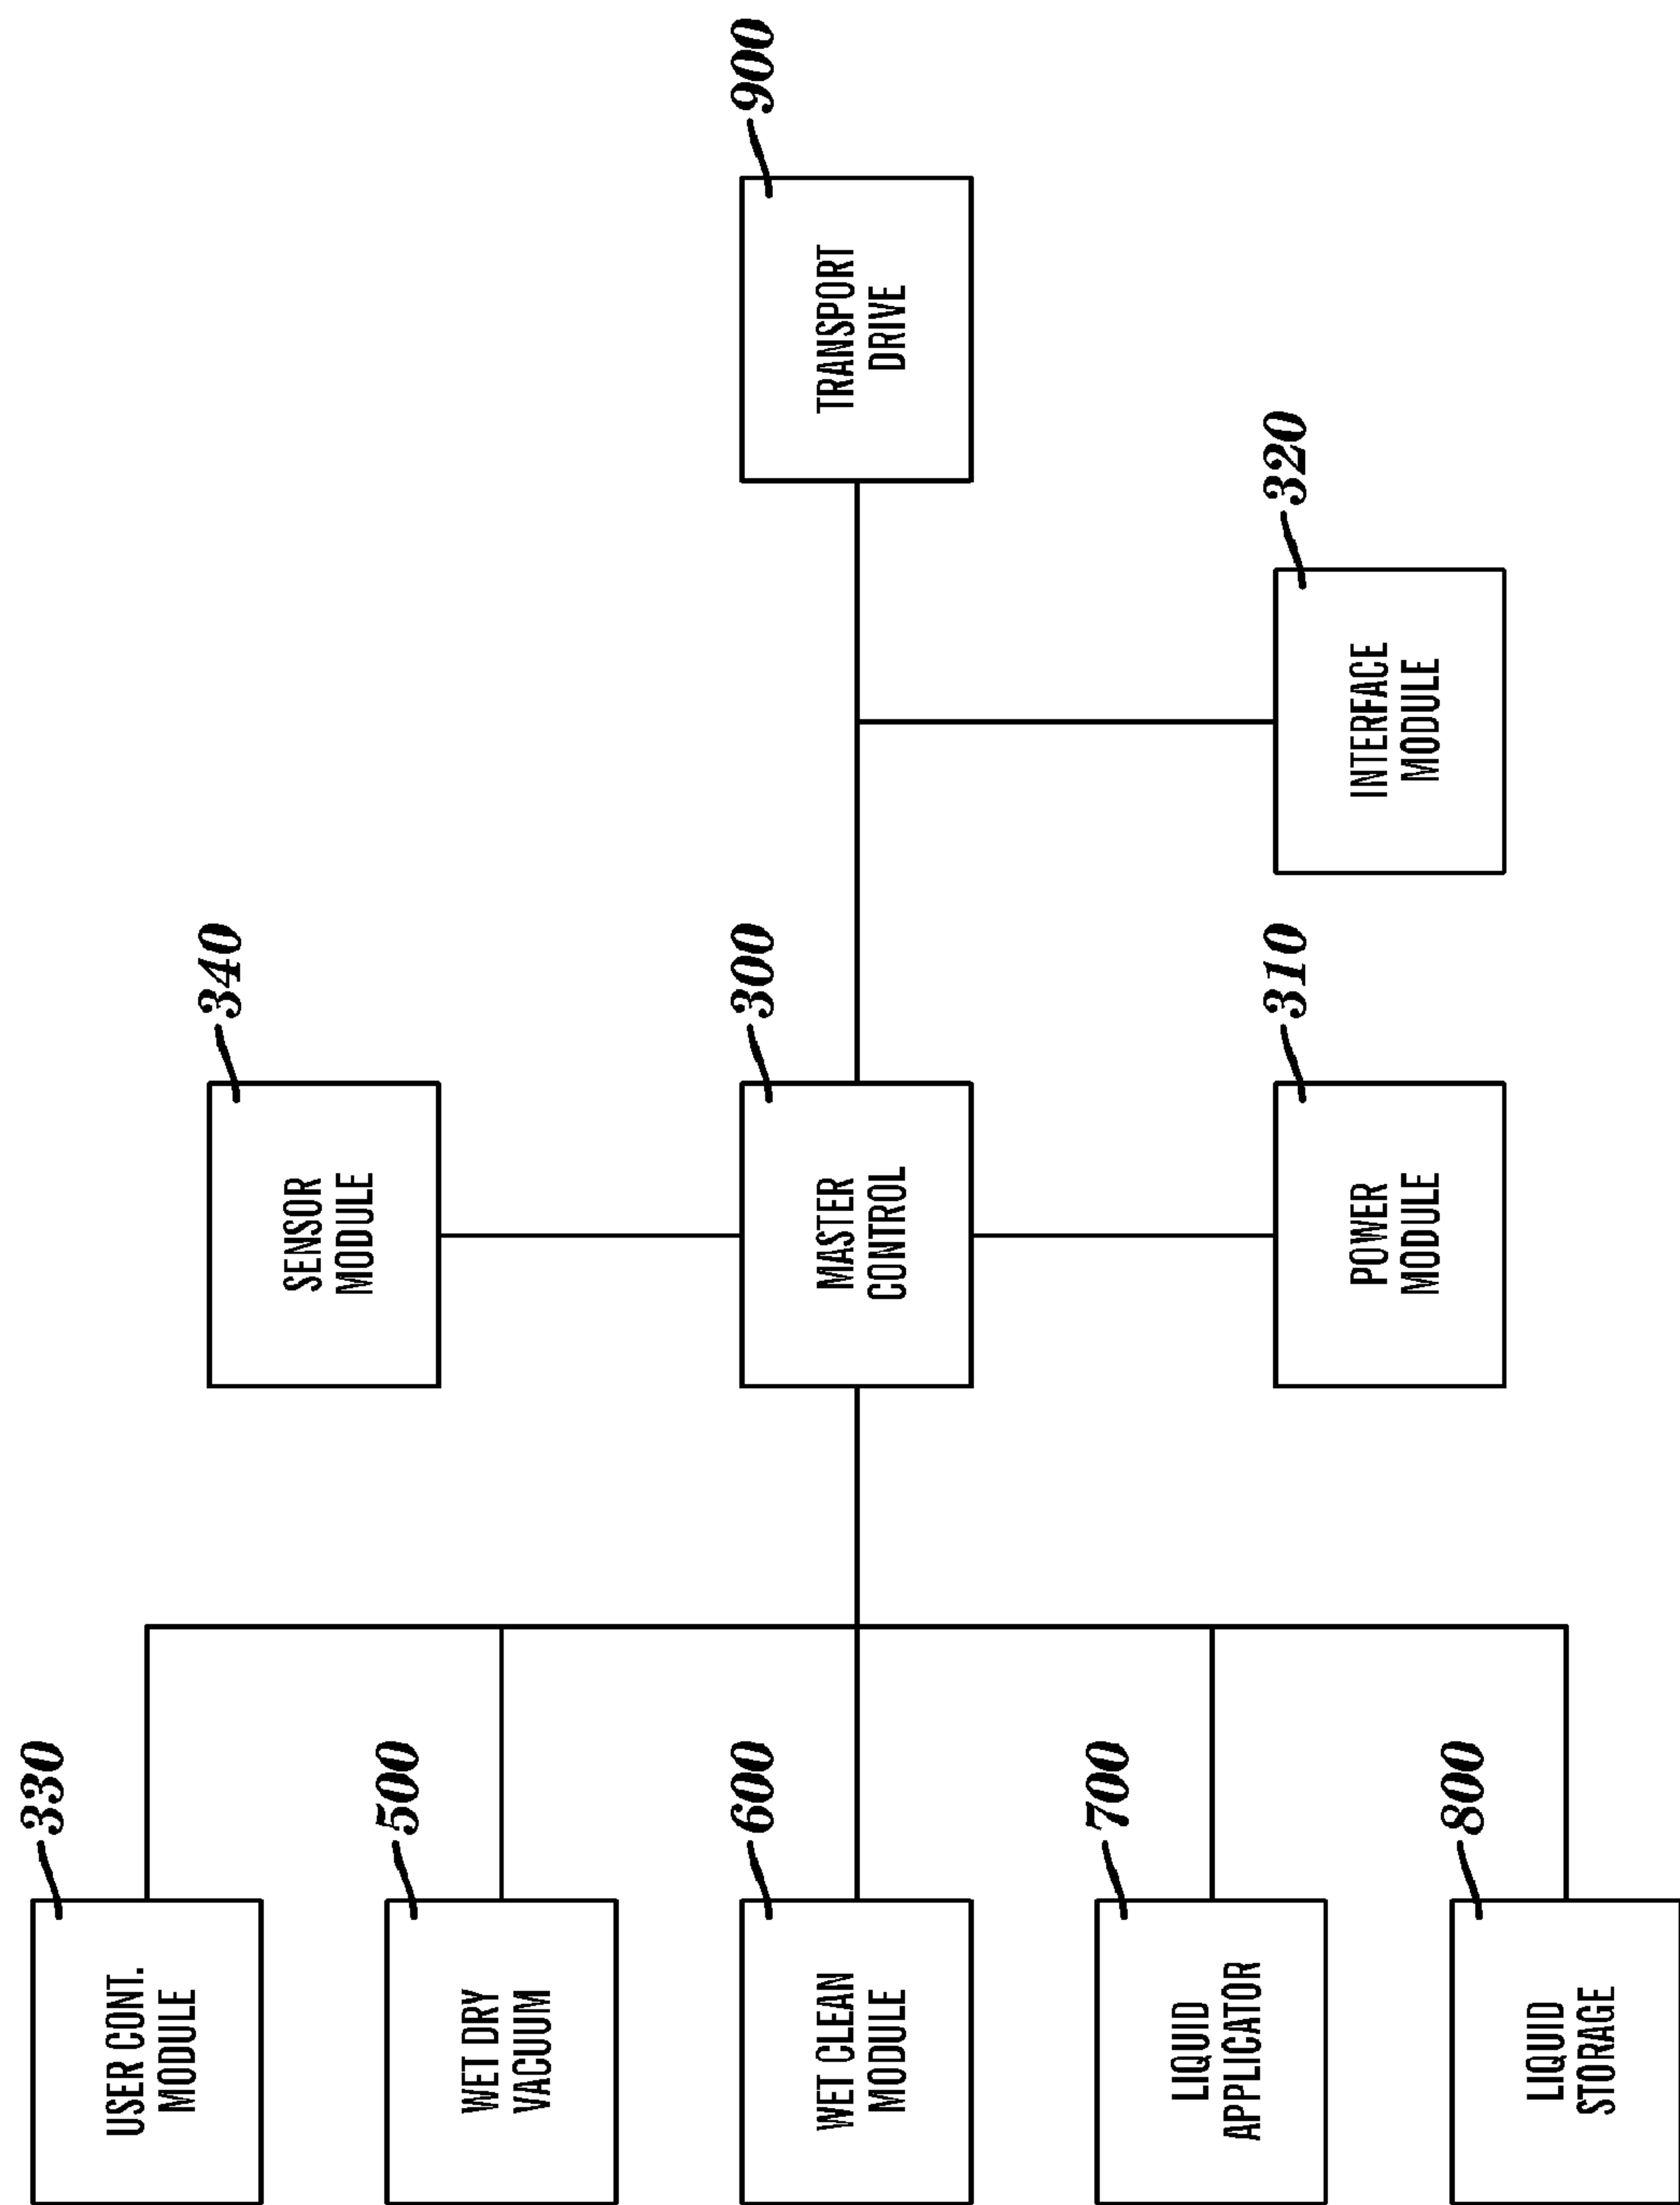 330
USER CONT.
MODULE
340
SENSOR
MODULE
500
WET DRY
VACUUM
600
WET CLEAN
MODULE
300
MASTER
CONTROL
900
TRANSPORT
DRIVE
700
LIQUID
APPLICATOR
310
POWER
MODULE
320
INTERFACE
MODULE
800
LIQUID
STORAGE